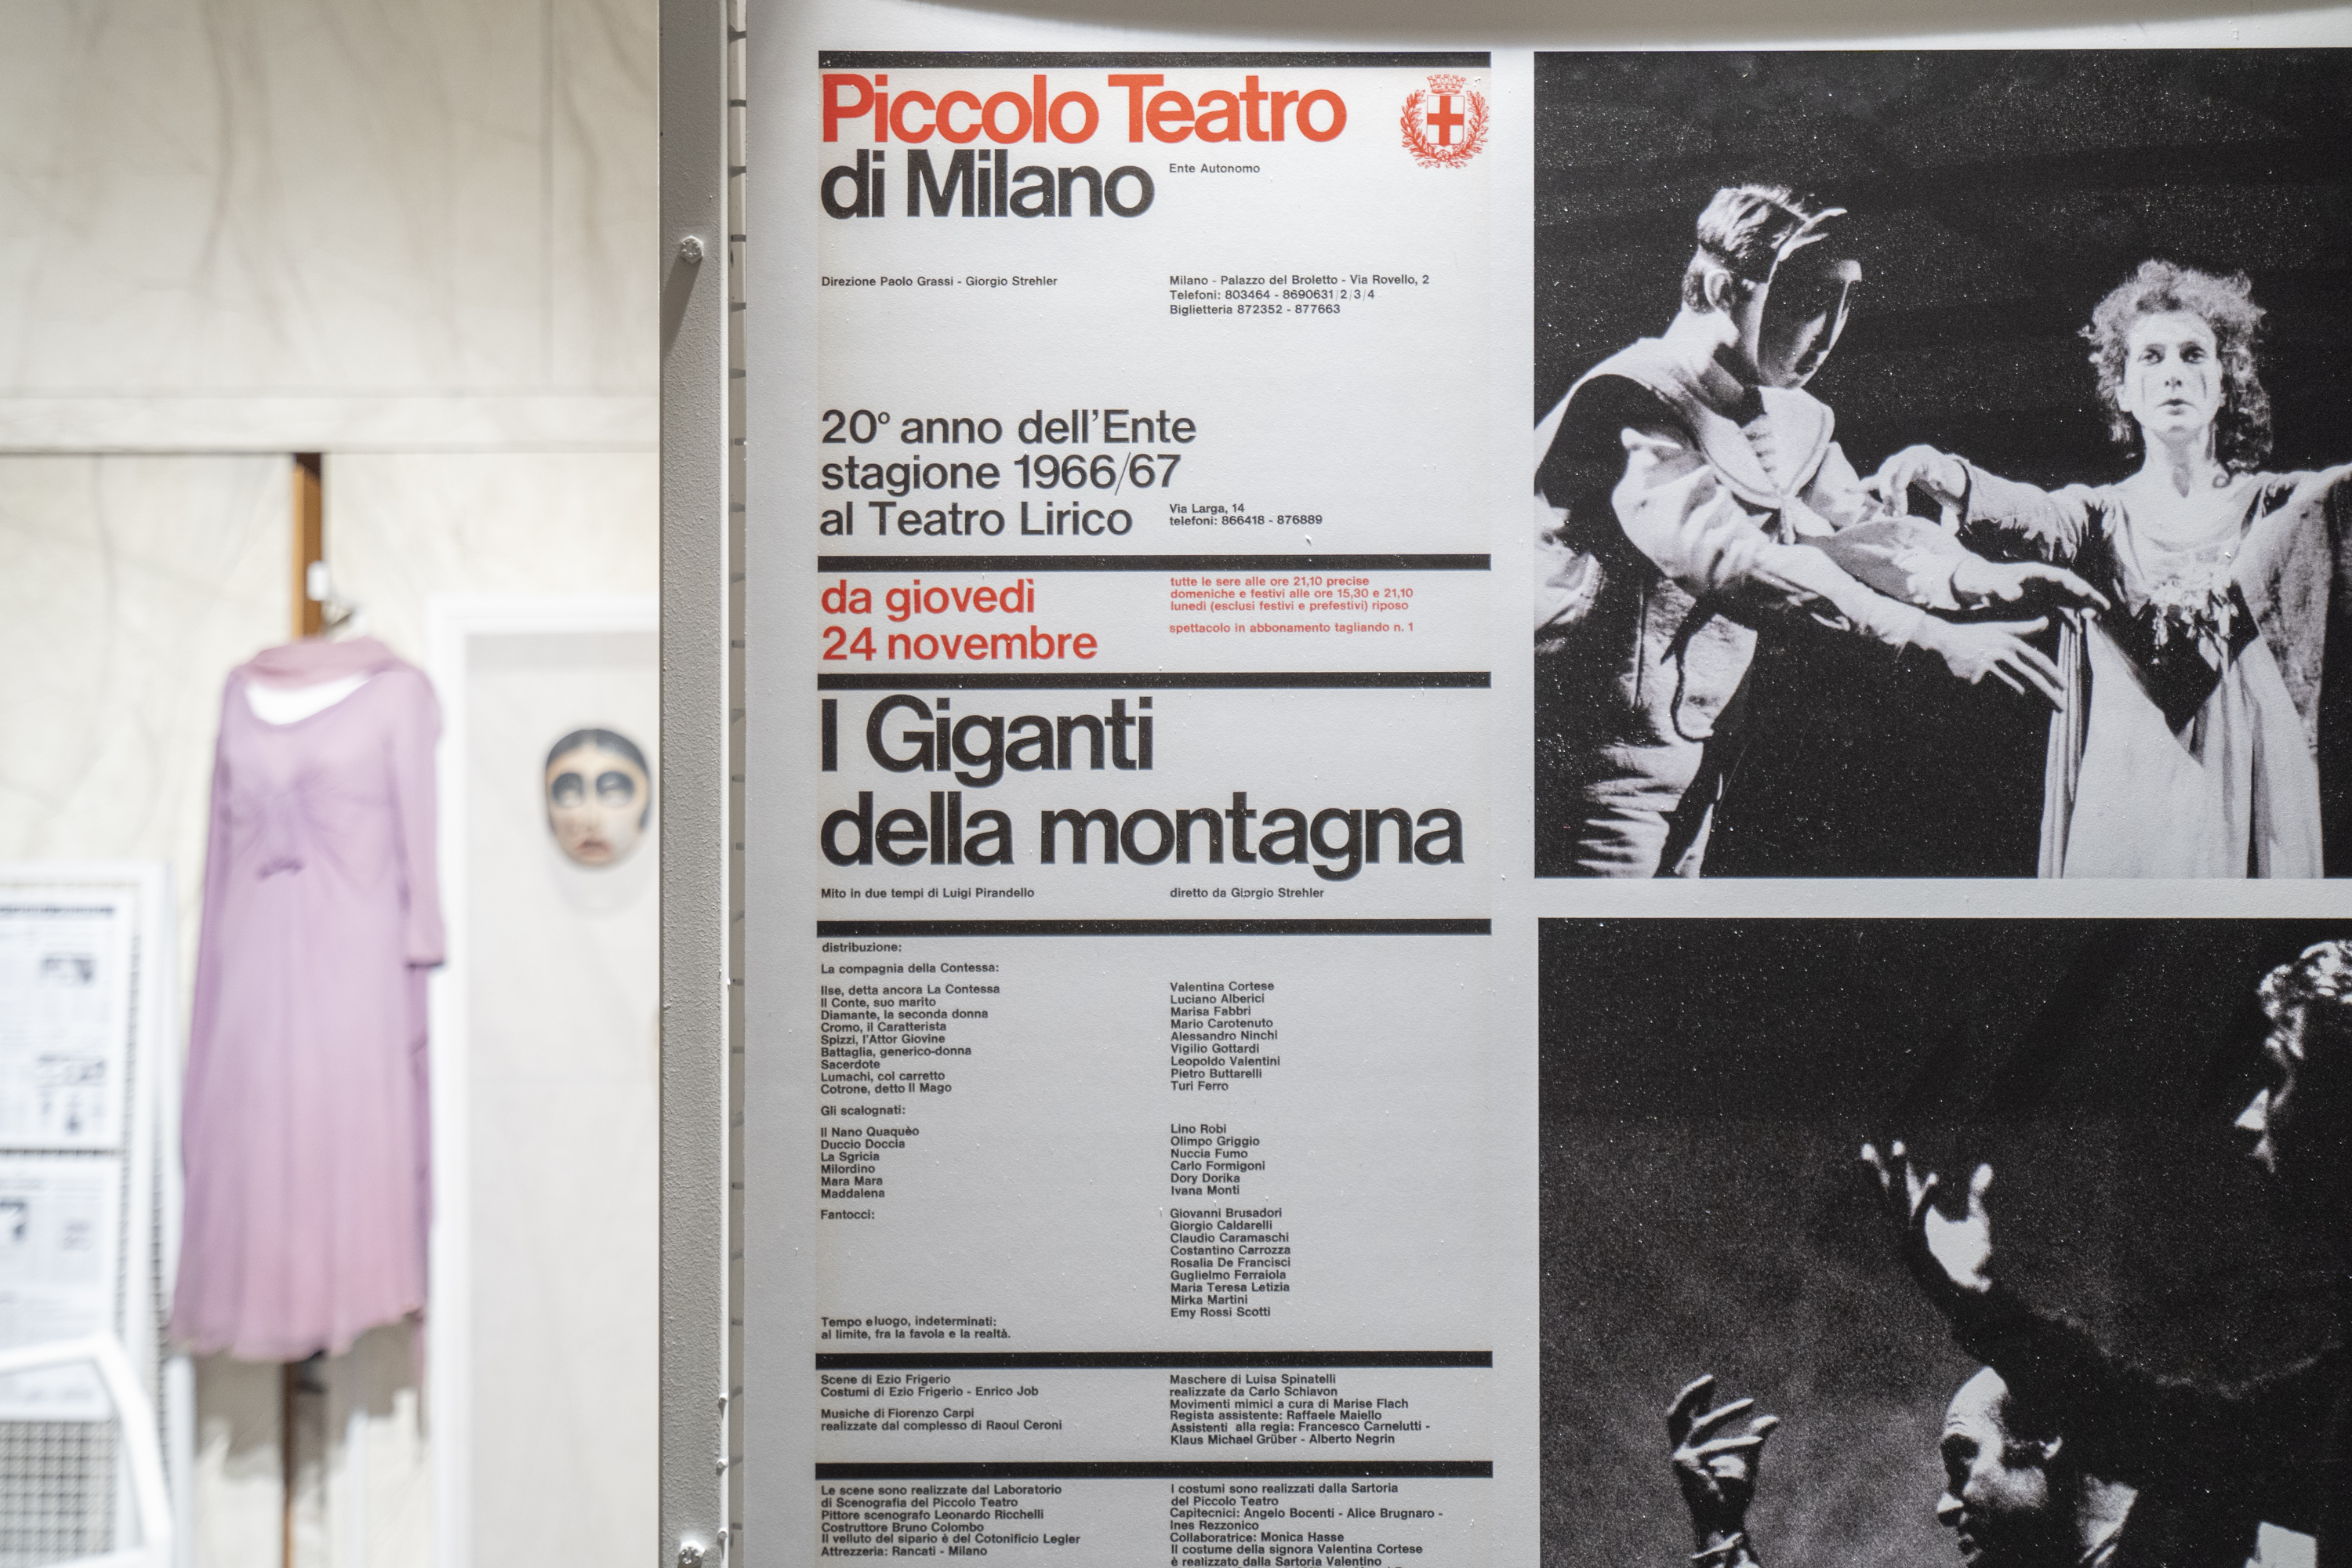 Piccolo Teatro
di Milano
Ente Autonomo
Direzione Paolo Grassi - Giorgio Strehler
Milano - Palazzo del Broletto - Via Rovello, 2
Telefoni: 803464 - 8690631/2/3/4
Biglietteria 872352 - 877663
20º anno dell'Ente
stagione 1966/67
al Teatro Lirico
Via Larga, 14
telefoni: 866418 - 876889
da giovedì
24 novembre
tutte le sere alle ore 21,10 precise
domeniche e festivi alle ore 15,30 e 21,10
lunedì (esclusi festivi e prefestivi) riposo
spettacolo in abbonamento tagliando n. 1
I Giganti
della montagna
Mito in due tempi di Luigi Pirandello
diretto da Giorgio Strehler
distribuzione:
La compagnia della Contessa:
Ilse, detta ancora La Contessa
Il Conte, suo marito
Diamante, la seconda donna
Cromo, il Caratterista
Spizzi, l'Attor Giovine
Battaglia, generico-donna
Sacerdote
Lumachi, col carretto
Cotrone, detto Il Mago
Valentina Cortese
Luciano Alberici
Marisa Fabbri
Mario Carotenuto
Alessandro Ninchi
Vigilio Gottardi
Leopoldo Valentini
Pietro Buttarelli
Turi Ferro
Gli scalognati:
Il Nano Quaquèo
Duccio Doccia
La Sgricia
Milordino
Mara Mara
Maddalena
Lino Robi
Olimpo Griggio
Nuccia Fumo
Carlo Formigoni
Dory Dorika
Ivana Monti
Fantocci:
Giovanni Brusadori
Giorgio Caldarelli
Claudio Caramaschi
Costantino Carrozza
Rosalia De Francisci
Guglielmo Ferraiola
Maria Teresa Letizia
Mirka Martini
Emy Rossi Scotti
Tempo e luogo, indeterminati:
al limite, fra la favola e la realtà.
Scene di Ezio Frigerio
Costumi di Ezio Frigerio - Enrico Job
Musiche di Fiorenzo Carpi
realizzate dal complesso di Raoul Ceroni
Maschere di Luisa Spinatelli
realizzate da Carlo Schiavon
Movimenti mimici a cura di Marise Flach
Regista assistente: Raffaele Maiello
Assistenti alla regia: Francesco Carnelutti -
Klaus Michael Grüber - Alberto Negrin
Le scene sono realizzate dal Laboratorio
di Scenografia del Piccolo Teatro
Pittore scenografo Leonardo Ricchelli
Costruttore Bruno Colombo
Il velluto del sipario è del Cotonificio Legler
Attrezzeria: Rancati - Milano
I costumi sono realizzati dalla Sartoria
del Piccolo Teatro
Capitecnici: Angelo Bocenti - Alice Brugnaro -
Ines Rezzonico
Collaboratrice: Monica Hasse
Il costume della signora Valentina Cortese
è realizzato dalla Sartoria Valentino